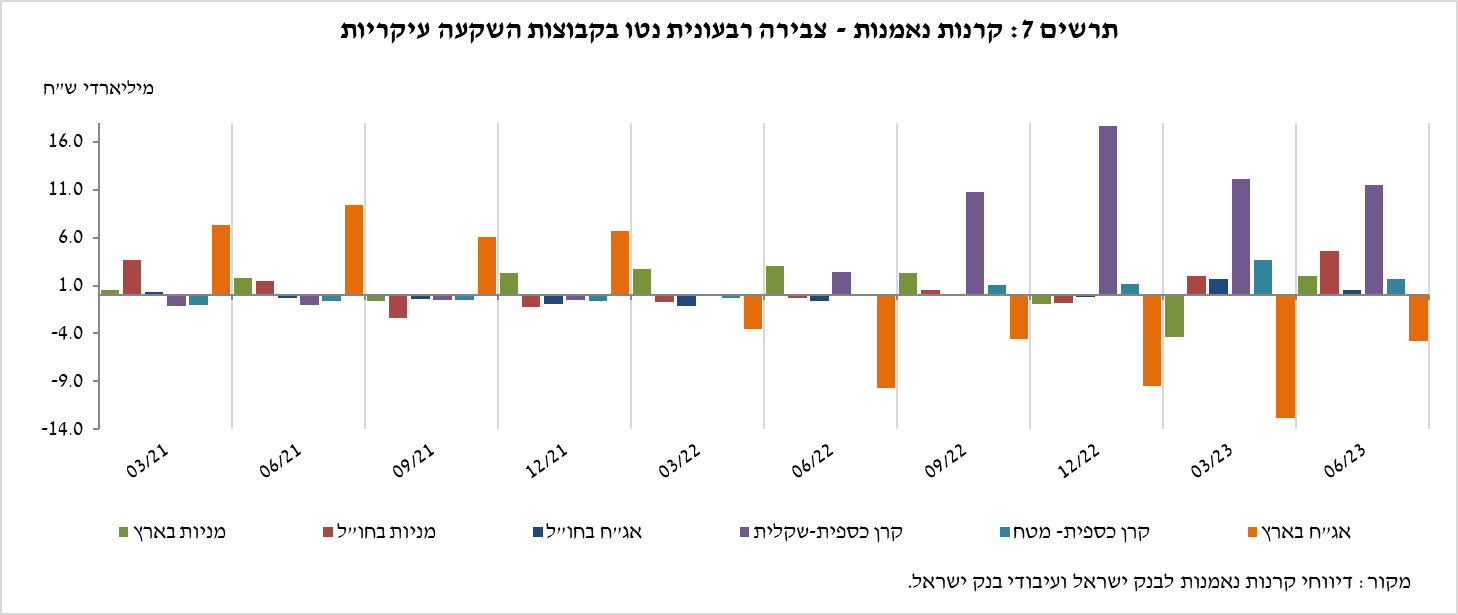 תרשים 7: קרנות נאמנות - צבירה רבעונית נטו בקבוצות השקעה עיקריות
מיליארדי ש"ח
16.0
11.0
6.0
1.0
-4.0
-9.0
-14.0
03/21
06/21
09/21
12/21
03/22
06/22
09/22
12/22
03/23
06/23
מניות בארץ
מניות בחו"ל
אג"ח בחו"ל
קרן כספית-שקלית
קרן כספית- מטח
אג"ח בארץ
מקור: דיווחי קרנות נאמנות לבנק ישראל ועיבודי בנק ישראל.